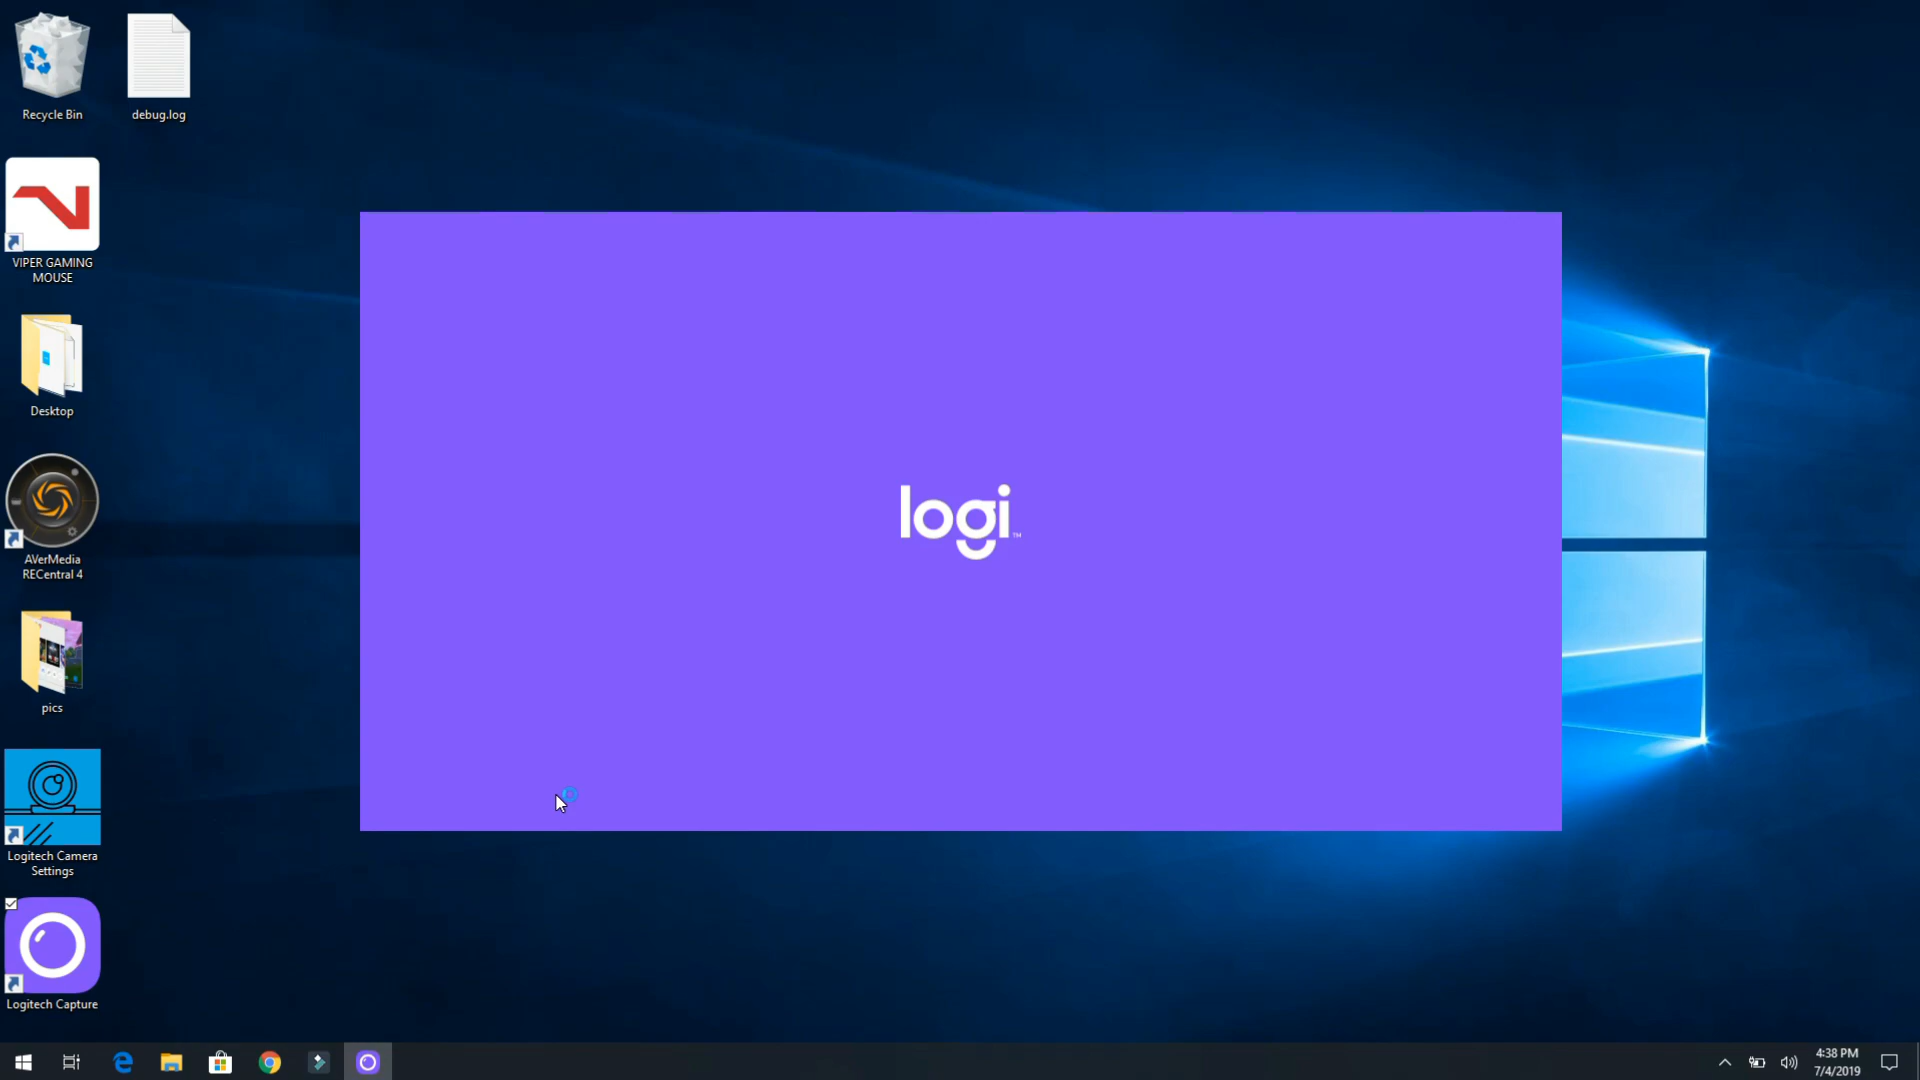 Recycle Bin
debug.log
VIPER GAMING
MOUSE
Desktop
AVerMedia
RECentral 4
pics
Logitech Camera
Settings
Logitech Capture
logi™
4:38 PM
7/4/2019